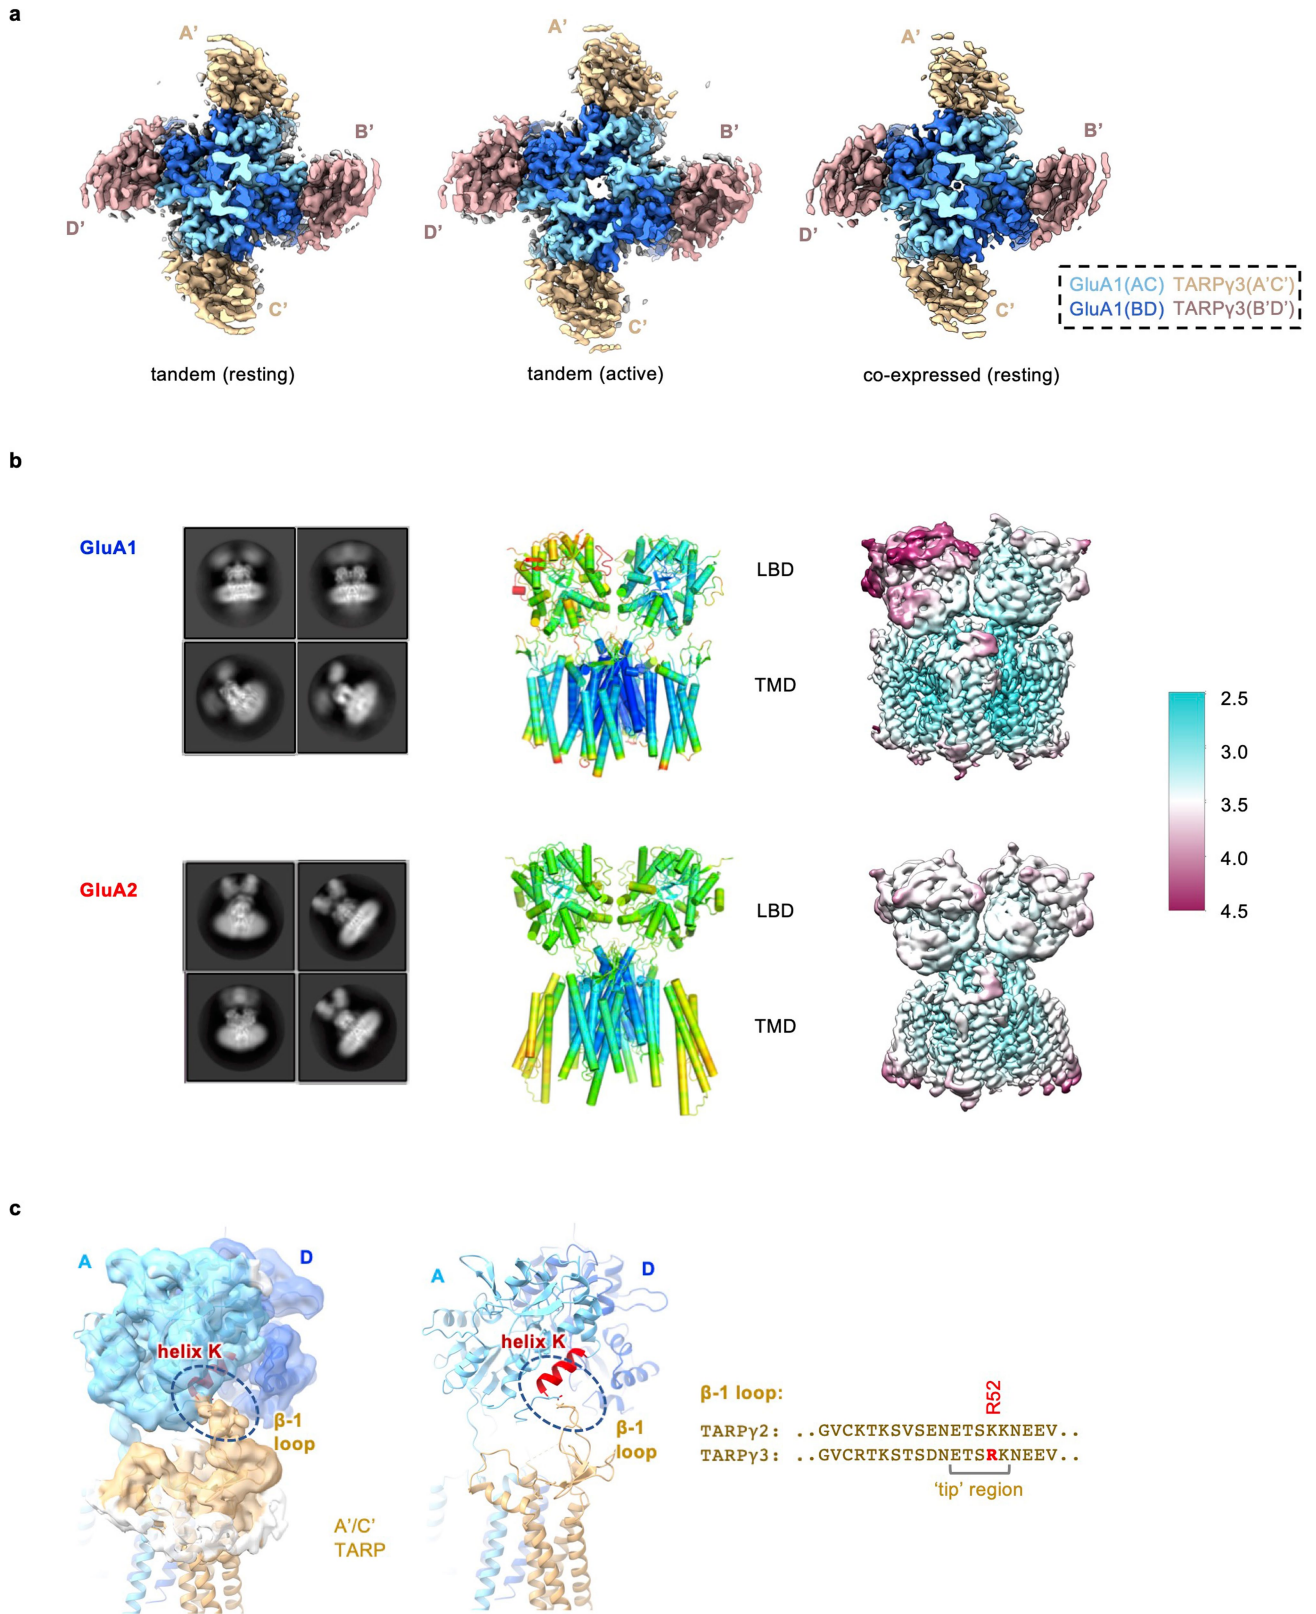 a
A’
A’
A’
B’
B’
B’
D’
D’
D’
C’
C’
C’
GluA1(AC) TARPγ3(A’C’)
GluA1(BD) TARPγ3(B’D’)
tandem (resting)
tandem (active)
co-expressed (resting)
b
GluA1
LBD
TMD
2.5
3.0
3.5
4.0
4.5
GluA2
LBD
TMD
c
A
D
helix K
β-1
loop
A’/C’
TARP
A
D
helix K
β-1
loop
β-1 loop:
R52
TARPγ2: ..GVCKTKSVSENETSKKNEEV..
TARPγ3: ..GVCRTKSTSDNETSRKNEEV..
‘tip’ region